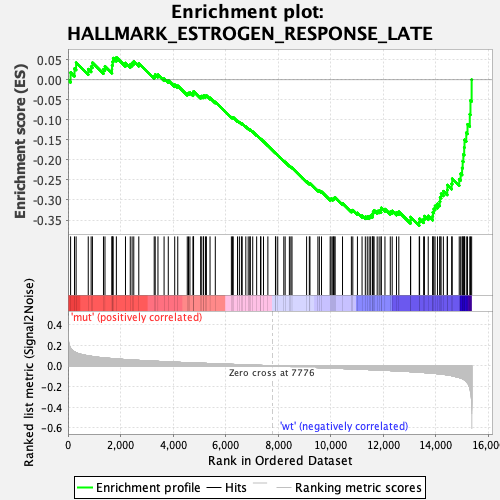 Enrichment plot:
HALLMARK_ESTROGEN_RESPONSE_LATE
Enrichment score (ES)
0.05
0.00
-0.05
-0.10
-0.15
-0.20
-0.25
-0.30
-0.35
'mut' (positively correlated)
Ranked list metric (Signal2Noise)
0.4
0.2
0.0
-0.2
-0.4
-0.6
Zero cross at 7776
'wt' (negatively correlated)
0 2,000 4,000 6,000 8,000 10,000 12,000 14,000 16,000
Rank in Ordered Dataset
Enrichment profile Hits Ranking metric scores